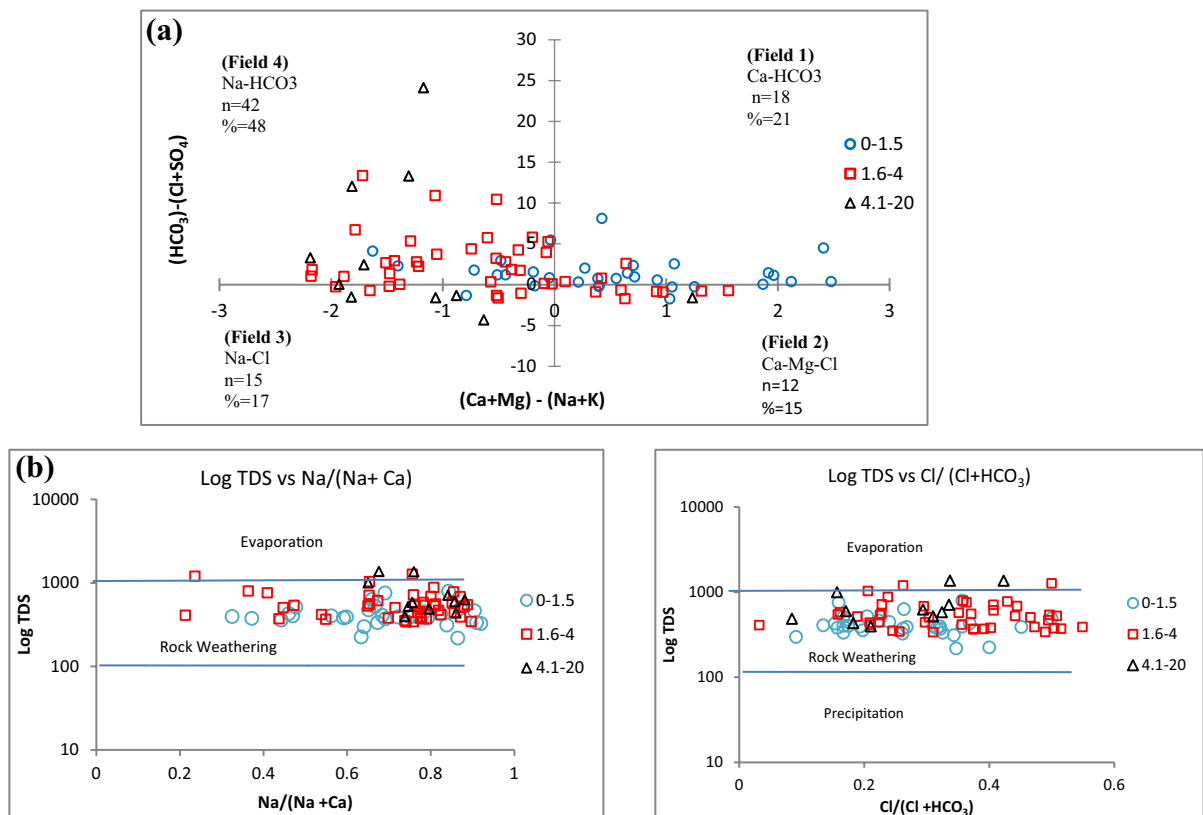 (a)
30
25
20
15
10
5
0
-5
-10
-3
-2
-1
0
1
2
3
(HCO₃)-(Cl+SO₄)
(Ca+Mg) - (Na+K)
(Field 4)
Na-HCO3
n=42
%=48
(Field 1)
Ca-HCO3
n=18
%=21
0-1.5
1.6-4
4.1-20
(Field 3)
Na-Cl
n=15
%=17
(Field 2)
Ca-Mg-Cl
n=12
%=15
(b)
Log TDS vs Na/(Na+ Ca)
10000
1000
100
10
Log TDS
Evaporation
Rock Weathering
0
0.2
0.4
0.6
0.8
1
Na/(Na +Ca)
0-1.5
1.6-4
4.1-20
Log TDS vs Cl/ (Cl+HCO₃)
10000
1000
100
10
Log TDS
Evaporation
Rock Weathering
Precipitation
0
0.2
0.4
0.6
Cl/(Cl +HCO₃)
0-1.5
1.6-4
4.1-20